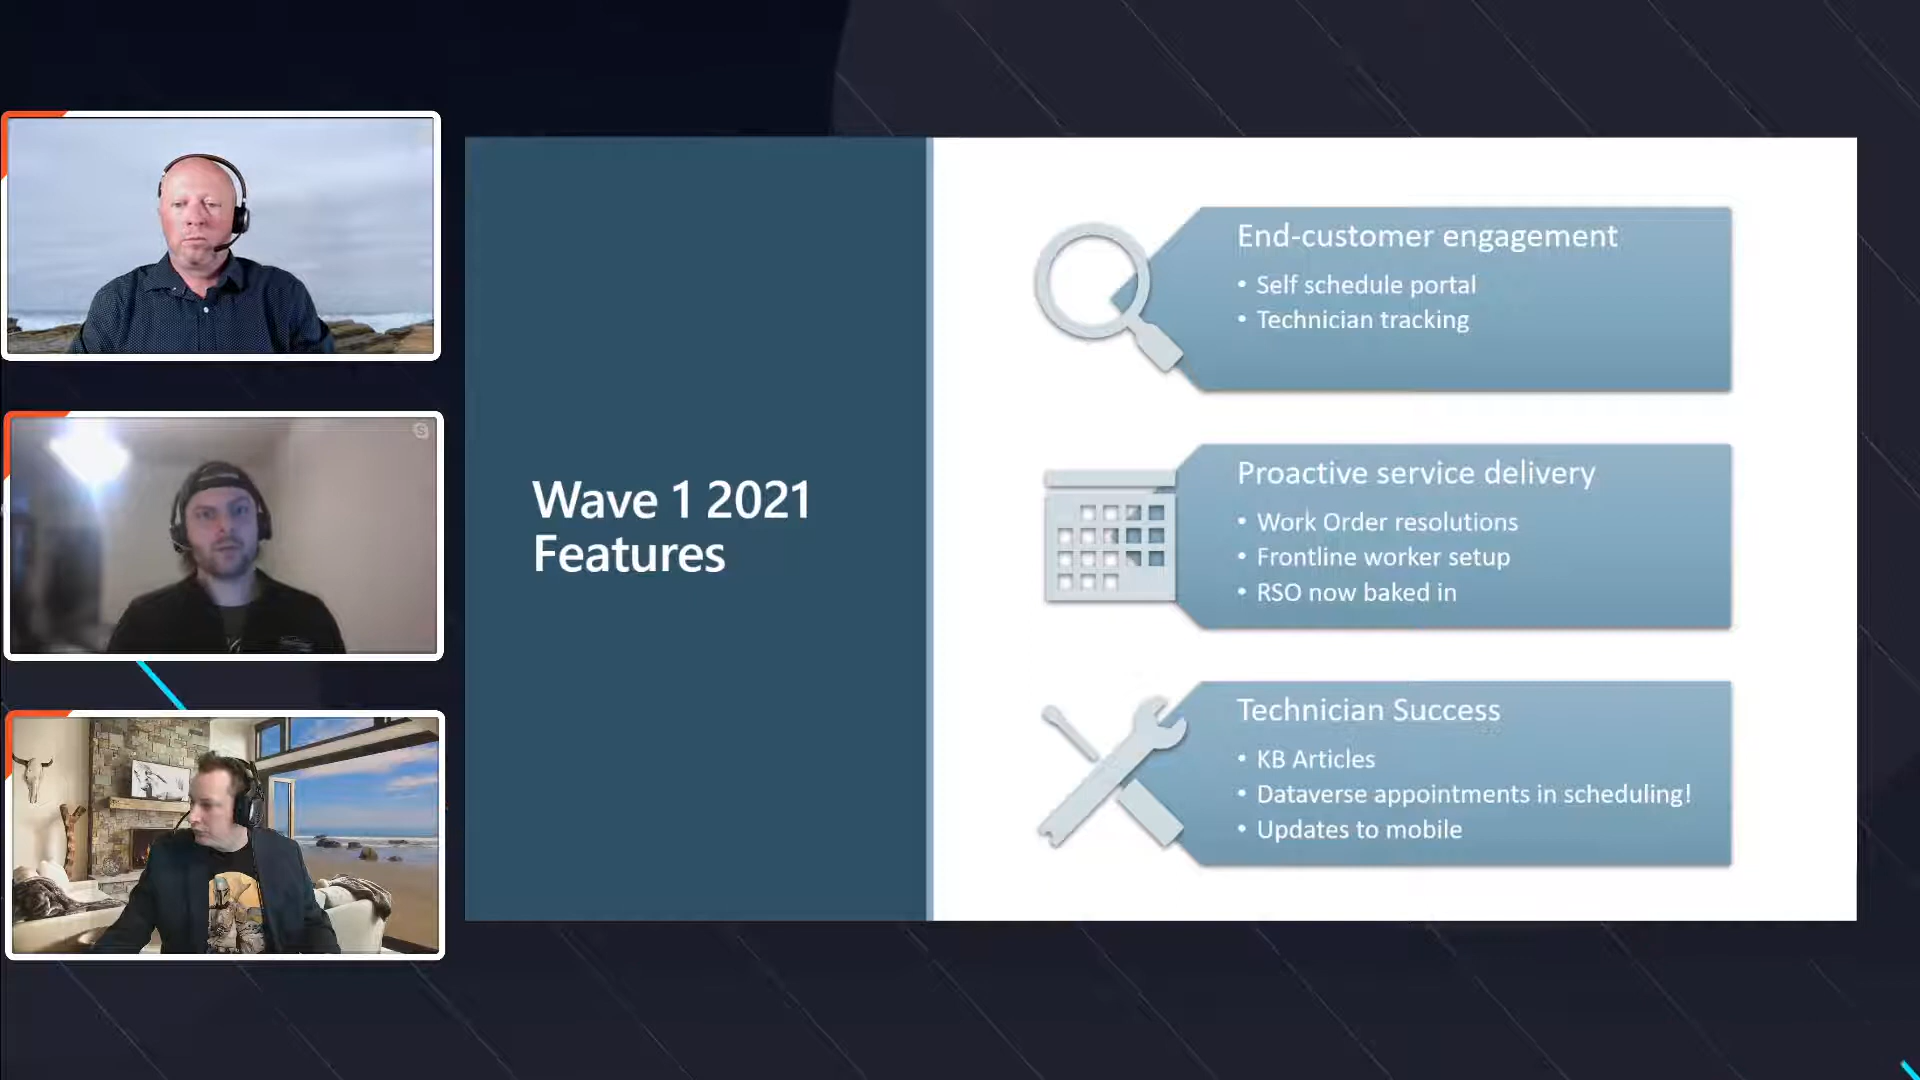 Wave 1 2021
Features
End-customer engagement
• Self schedule portal
• Technician tracking
Proactive service delivery
• Work Order resolutions
• Frontline worker setup
• RSO now baked in
Technician Success
• KB Articles
• Dataverse appointments in scheduling!
• Updates to mobile